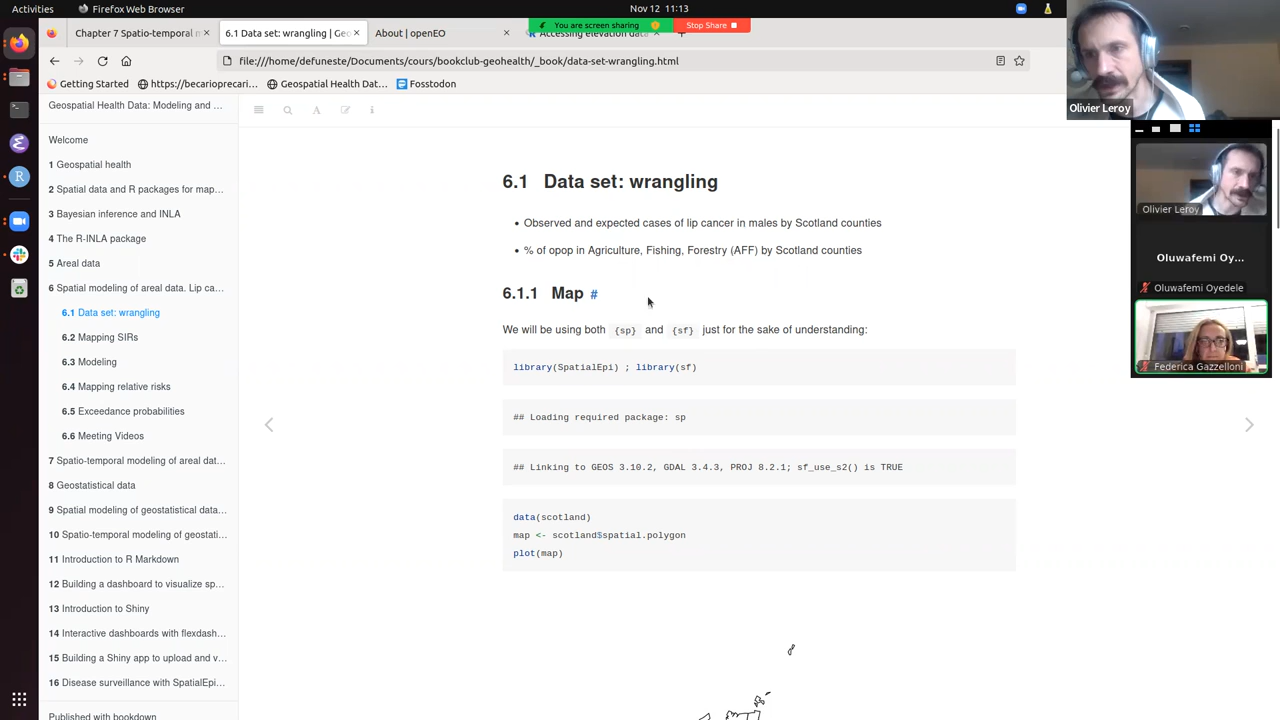 Activities
Firefox Web Browser
Nov 12 11:13
You are screen sharing
Stop Share
Chapter 7 Spatio-temporal m
6.1 Data set: wrangling | Geo
About | openEO
Accessing elevation data
file:///home/defuneste/Documents/cours/bookclub-geohealth/_book/data-set-wrangling.html
Getting Started
https://becarioprecari...
Geospatial Health Dat...
Fosstodon
Olivier Leroy
Olivier Leroy
Oluwafemi Oy...
Oluwafemi Oyedele
Federica Gazzelloni
Geospatial Health Data: Modeling and ...
Welcome
1 Geospatial health
2 Spatial data and R packages for map...
3 Bayesian inference and INLA
4 The R-INLA package
5 Areal data
6 Spatial modeling of areal data. Lip ca...
6.1 Data set: wrangling
6.2 Mapping SIRs
6.3 Modeling
6.4 Mapping relative risks
6.5 Exceedance probabilities
6.6 Meeting Videos
7 Spatio-temporal modeling of areal dat...
8 Geostatistical data
9 Spatial modeling of geostatistical data...
10 Spatio-temporal modeling of geostati...
11 Introduction to R Markdown
12 Building a dashboard to visualize sp...
13 Introduction to Shiny
14 Interactive dashboards with flexdash...
15 Building a Shiny app to upload and v...
16 Disease surveillance with SpatialEpi...
Published with bookdown
6.1 Data set: wrangling
• Observed and expected cases of lip cancer in males by Scotland counties
• % of opop in Agriculture, Fishing, Forestry (AFF) by Scotland counties
6.1.1 Map #
We will be using both {sp} and {sf} just for the sake of understanding:
library(SpatialEpi) ; library(sf)
## Loading required package: sp
## Linking to GEOS 3.10.2, GDAL 3.4.3, PROJ 8.2.1; sf_use_s2() is TRUE
data(scotland)
map <- scotland$spatial.polygon
plot(map)